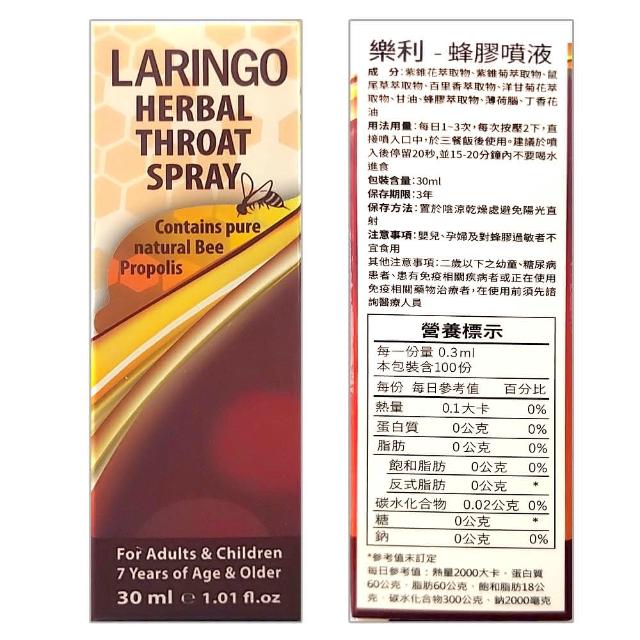 LARINGO
HERBAL
THROAT
SPRAY
Contains pure
natural Bee
Propolis
For Adults & Children
7 Years of Age & Older
30 ml ℮ 1.01 fl.oz
樂利 - 蜂膠噴液
成　分:紫錐花萃取物、紫錐菊萃取物、鼠
尾草萃取物、百里香萃取物、洋甘菊花萃
取物、甘油、蜂膠萃取物、薄荷腦、丁香花
油
用法用量:每日1~3次,每次按壓2下,直
接噴入口中,於三餐飯後使用。建議於噴
入後停留20秒,並15-20分鐘內不要喝水
進食
包裝含量:30ml
保存期限:3年
保存方法:置於陰涼乾燥處避免陽光直
射
注意事項:嬰兒、孕婦及對蜂膠過敏者不
宜食用
其他注意事項:二歲以下之幼童、糖尿病
患者、患有免疫相關疾病者或正在使用
免疫相關藥物治療者,在使用前須先諮
詢醫療人員
營養標示
每一份量 0.3ml
本包裝含100份
每份 每日參考值 百分比
熱量 0.1大卡 0%
蛋白質 0公克 0%
脂肪 0公克 0%
飽和脂肪 0公克 0%
反式脂肪 0公克 *
碳水化合物 0.02公克 0%
糖 0公克 *
鈉 0公克 0%
*參考值未訂定
每日參考值:熱量2000大卡、蛋白質
60公克、脂肪60公克、飽和脂肪18公
克、碳水化合物300公克、鈉2000毫克